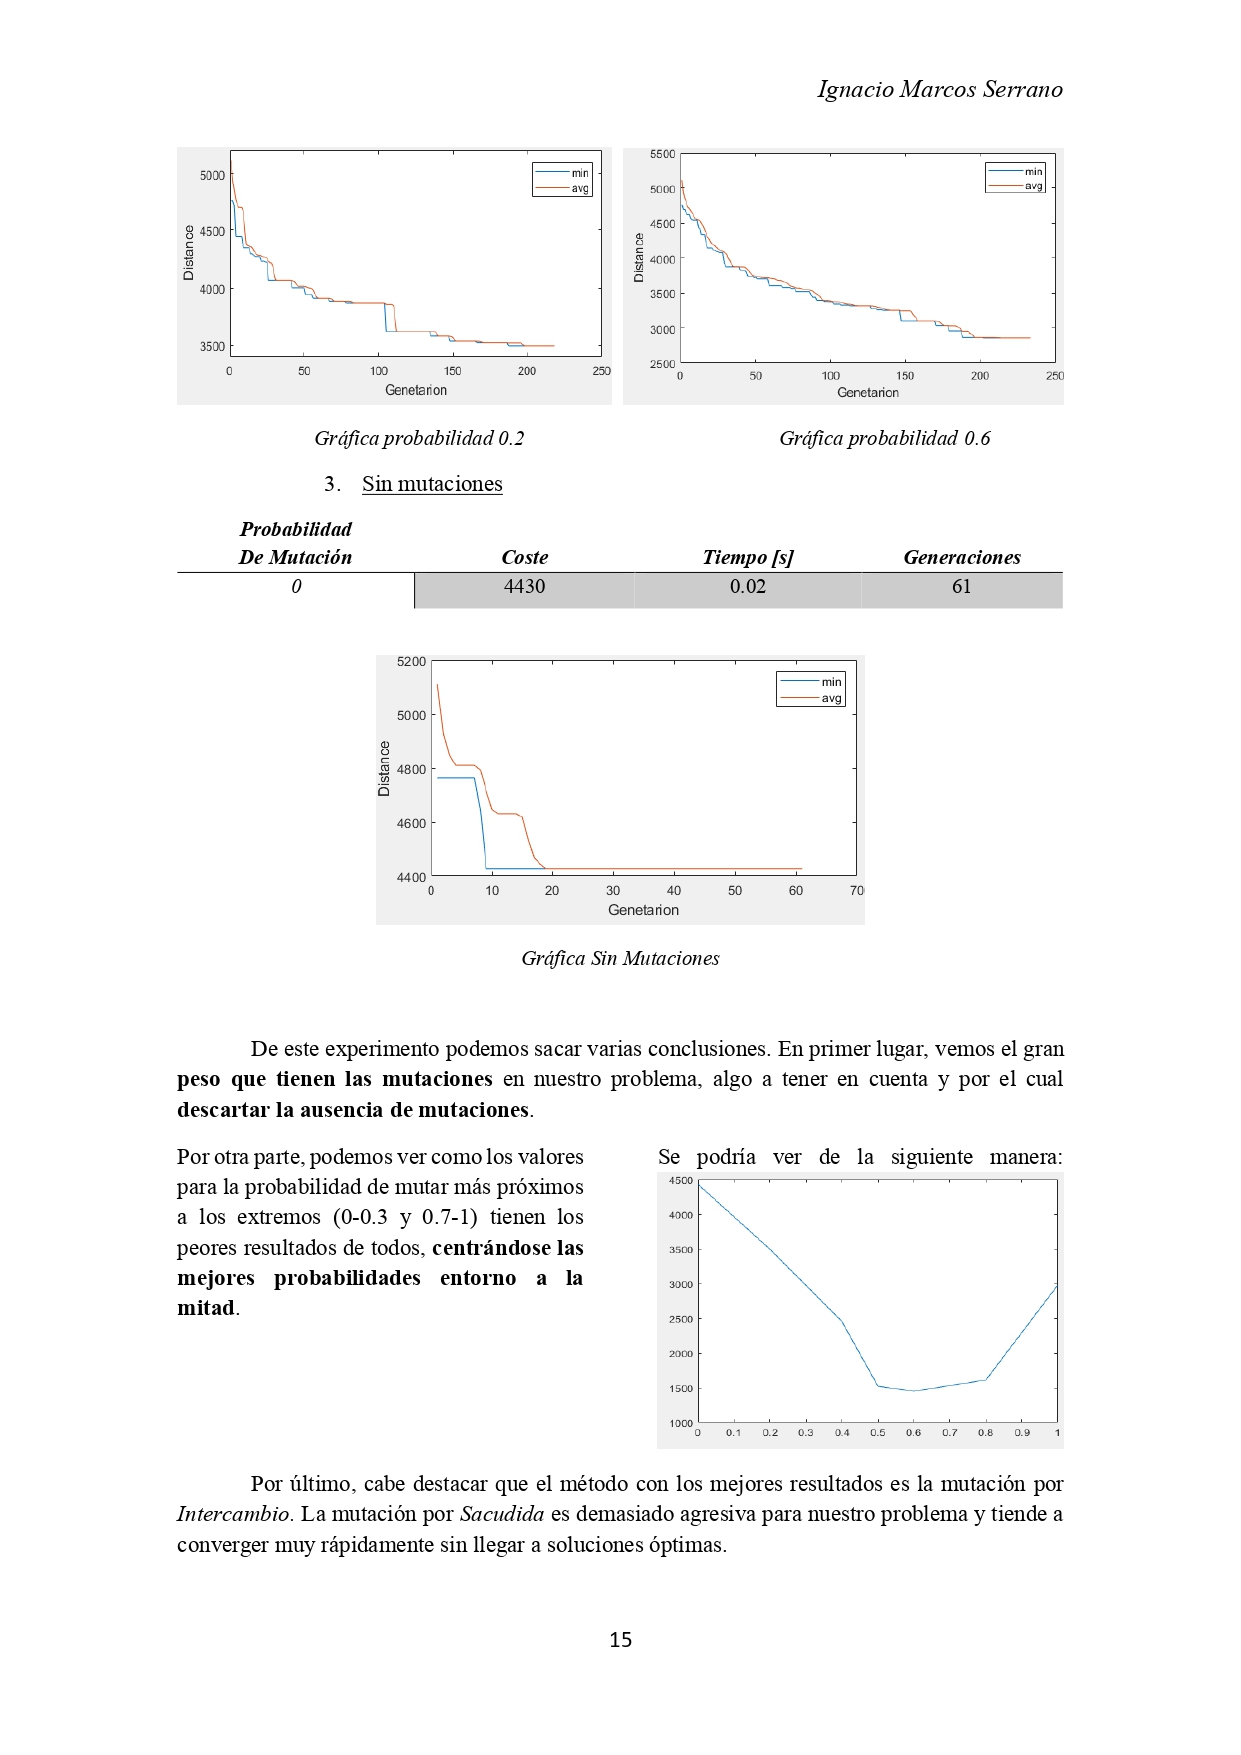 Ignacio Marcos Serrano
5000
4500
4000
3500
0 50 100 150 200 250
Distance
Genetarion
min
avg
5500
5000
4500
4000
3500
3000
2500
0 50 100 150 200 250
Distance
Genetarion
min
avg
Gráfica probabilidad 0.2 Gráfica probabilidad 0.6
3. Sin mutaciones
Probabilidad
De Mutación Coste Tiempo [s] Generaciones
0 4430 0.02 61
5200
5000
4800
4600
4400
0 10 20 30 40 50 60 70
Distance
Genetarion
min
avg
Gráfica Sin Mutaciones
De este experimento podemos sacar varias conclusiones. En primer lugar, vemos el gran
peso que tienen las mutaciones en nuestro problema, algo a tener en cuenta y por el cual
descartar la ausencia de mutaciones.
Por otra parte, podemos ver como los valores
para la probabilidad de mutar más próximos
a los extremos (0-0.3 y 0.7-1) tienen los
peores resultados de todos, centrándose las
mejores probabilidades entorno a la
mitad.
Se podría ver de la siguiente manera:
4500
4000
3500
3000
2500
2000
1500
1000
0 0.1 0.2 0.3 0.4 0.5 0.6 0.7 0.8 0.9 1
Por último, cabe destacar que el método con los mejores resultados es la mutación por
Intercambio. La mutación por Sacudida es demasiado agresiva para nuestro problema y tiende a
converger muy rápidamente sin llegar a soluciones óptimas.
15